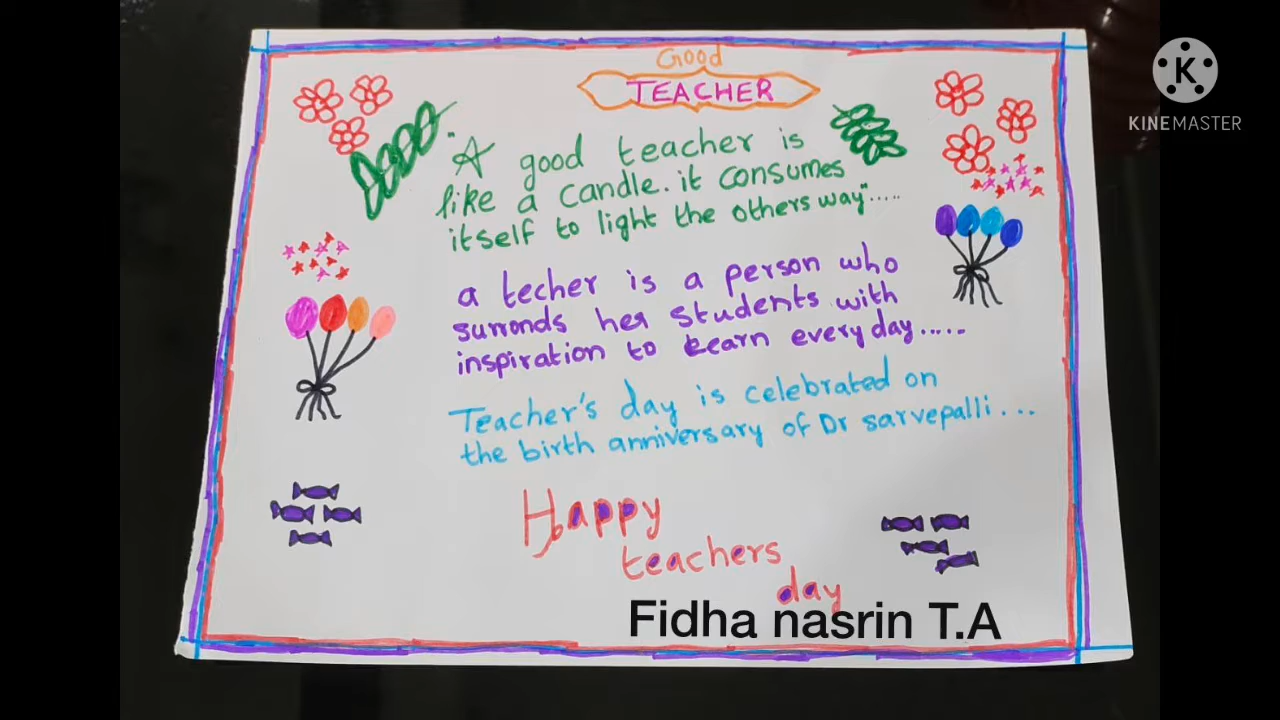 Good
TEACHER
"A good teacher is
like a candle. it consumes
itself to light the others way".....
a techer is a person who
surronds her students with
inspiration to learn every day.....
Teacher's day is celebrated on
the birth anniversary of Dr sarvepalli...
Happy
teachers
day
Fidha nasrin T.A
K
KINEMASTER